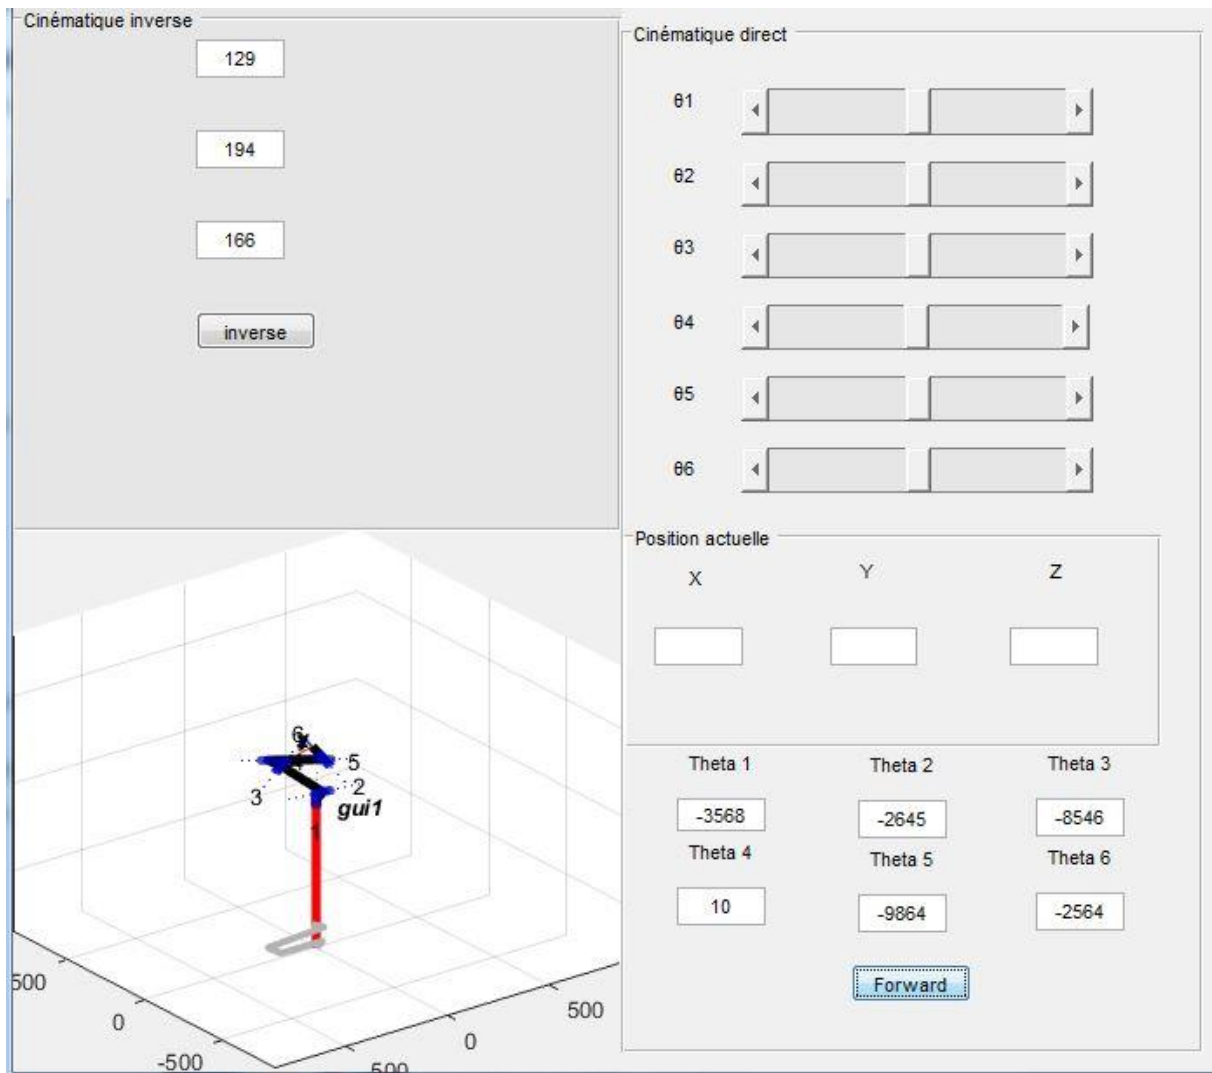 Cinématique inverse
129
194
166
inverse
Cinématique direct
θ1
θ2
θ3
θ4
θ5
θ6
Position actuelle
X Y Z
Theta 1 Theta 2 Theta 3
-3568 -2645 -8546
Theta 4 Theta 5 Theta 6
10 -9864 -2564
Forward
6
5
2
3
gui1
1
500
0
-500
500
0